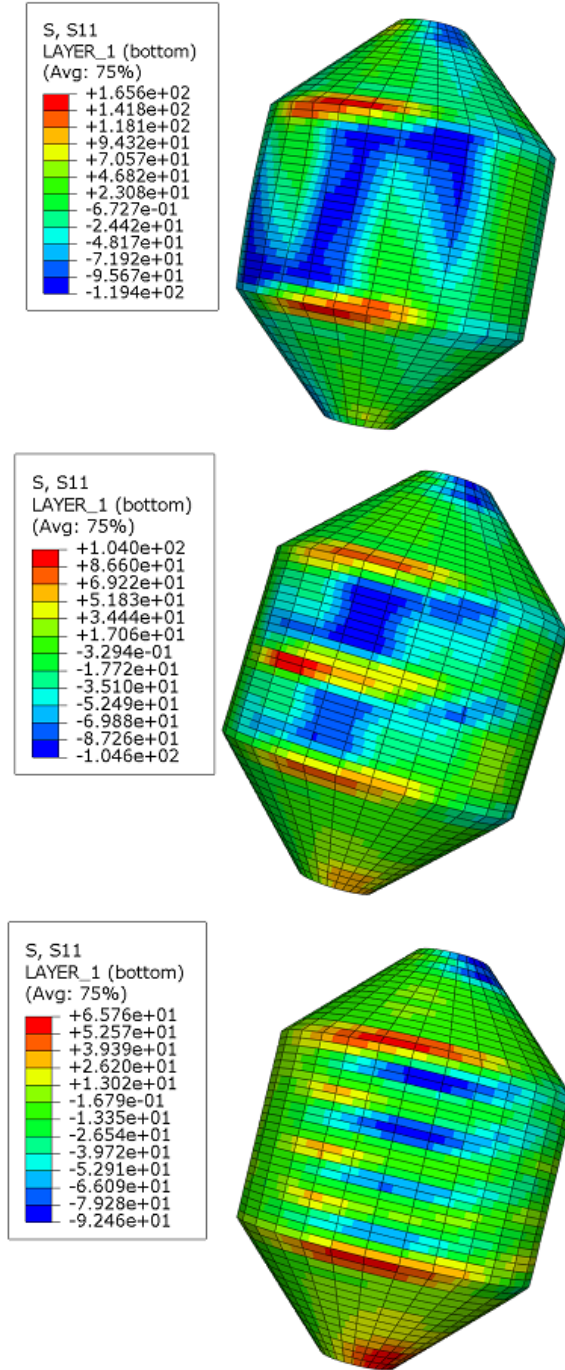 S, S11
LAYER_1 (bottom)
(Avg: 75%)
+1.656e+02
+1.418e+02
+1.181e+02
+9.432e+01
+7.057e+01
+4.682e+01
+2.308e+01
-6.727e-01
-2.442e+01
-4.817e+01
-7.192e+01
-9.567e+01
-1.194e+02
S, S11
LAYER_1 (bottom)
(Avg: 75%)
+1.040e+02
+8.660e+01
+6.922e+01
+5.183e+01
+3.444e+01
+1.706e+01
-3.294e-01
-1.772e+01
-3.510e+01
-5.249e+01
-6.988e+01
-8.726e+01
-1.046e+02
S, S11
LAYER_1 (bottom)
(Avg: 75%)
+6.576e+01
+5.257e+01
+3.939e+01
+2.620e+01
+1.302e+01
-1.679e-01
-1.335e+01
-2.654e+01
-3.972e+01
-5.291e+01
-6.609e+01
-7.928e+01
-9.246e+01